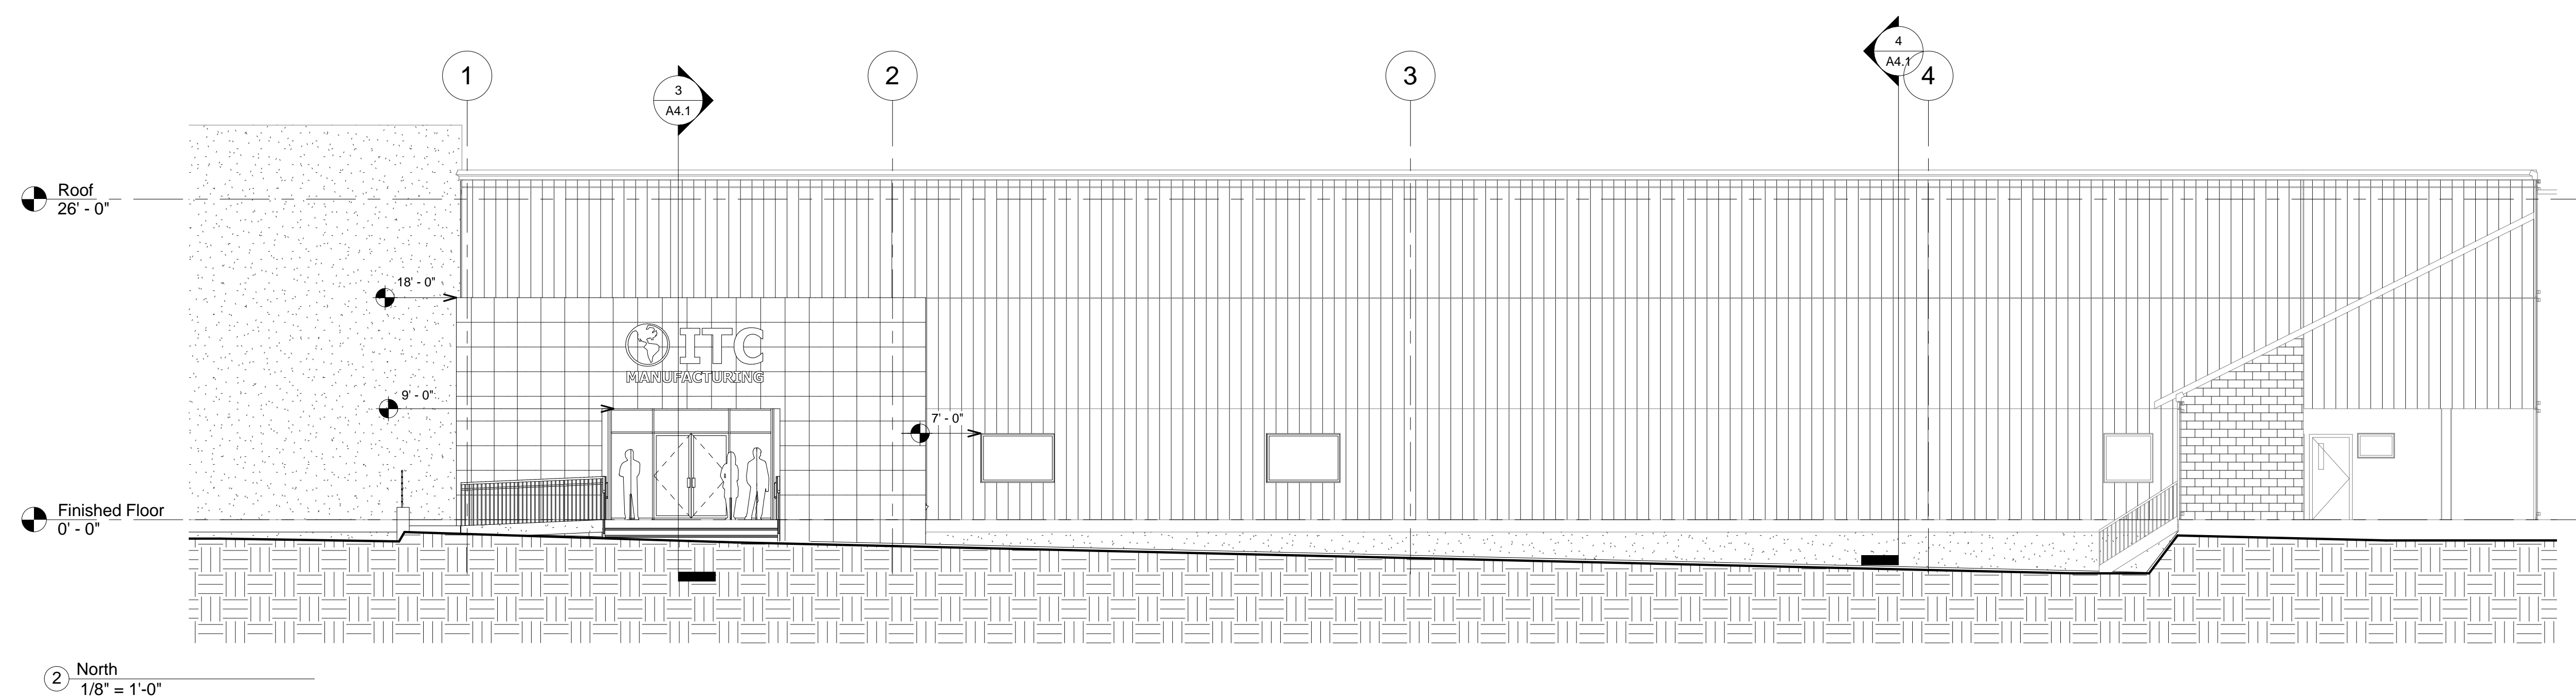 1
3
A4.1
2
3
4
A4.1
4
Roof
26' - 0"
18' - 0"
ITC
MANUFACTURING
9' - 0"
7' - 0"
Finished Floor
0' - 0"
2
North
1/8" = 1'-0"